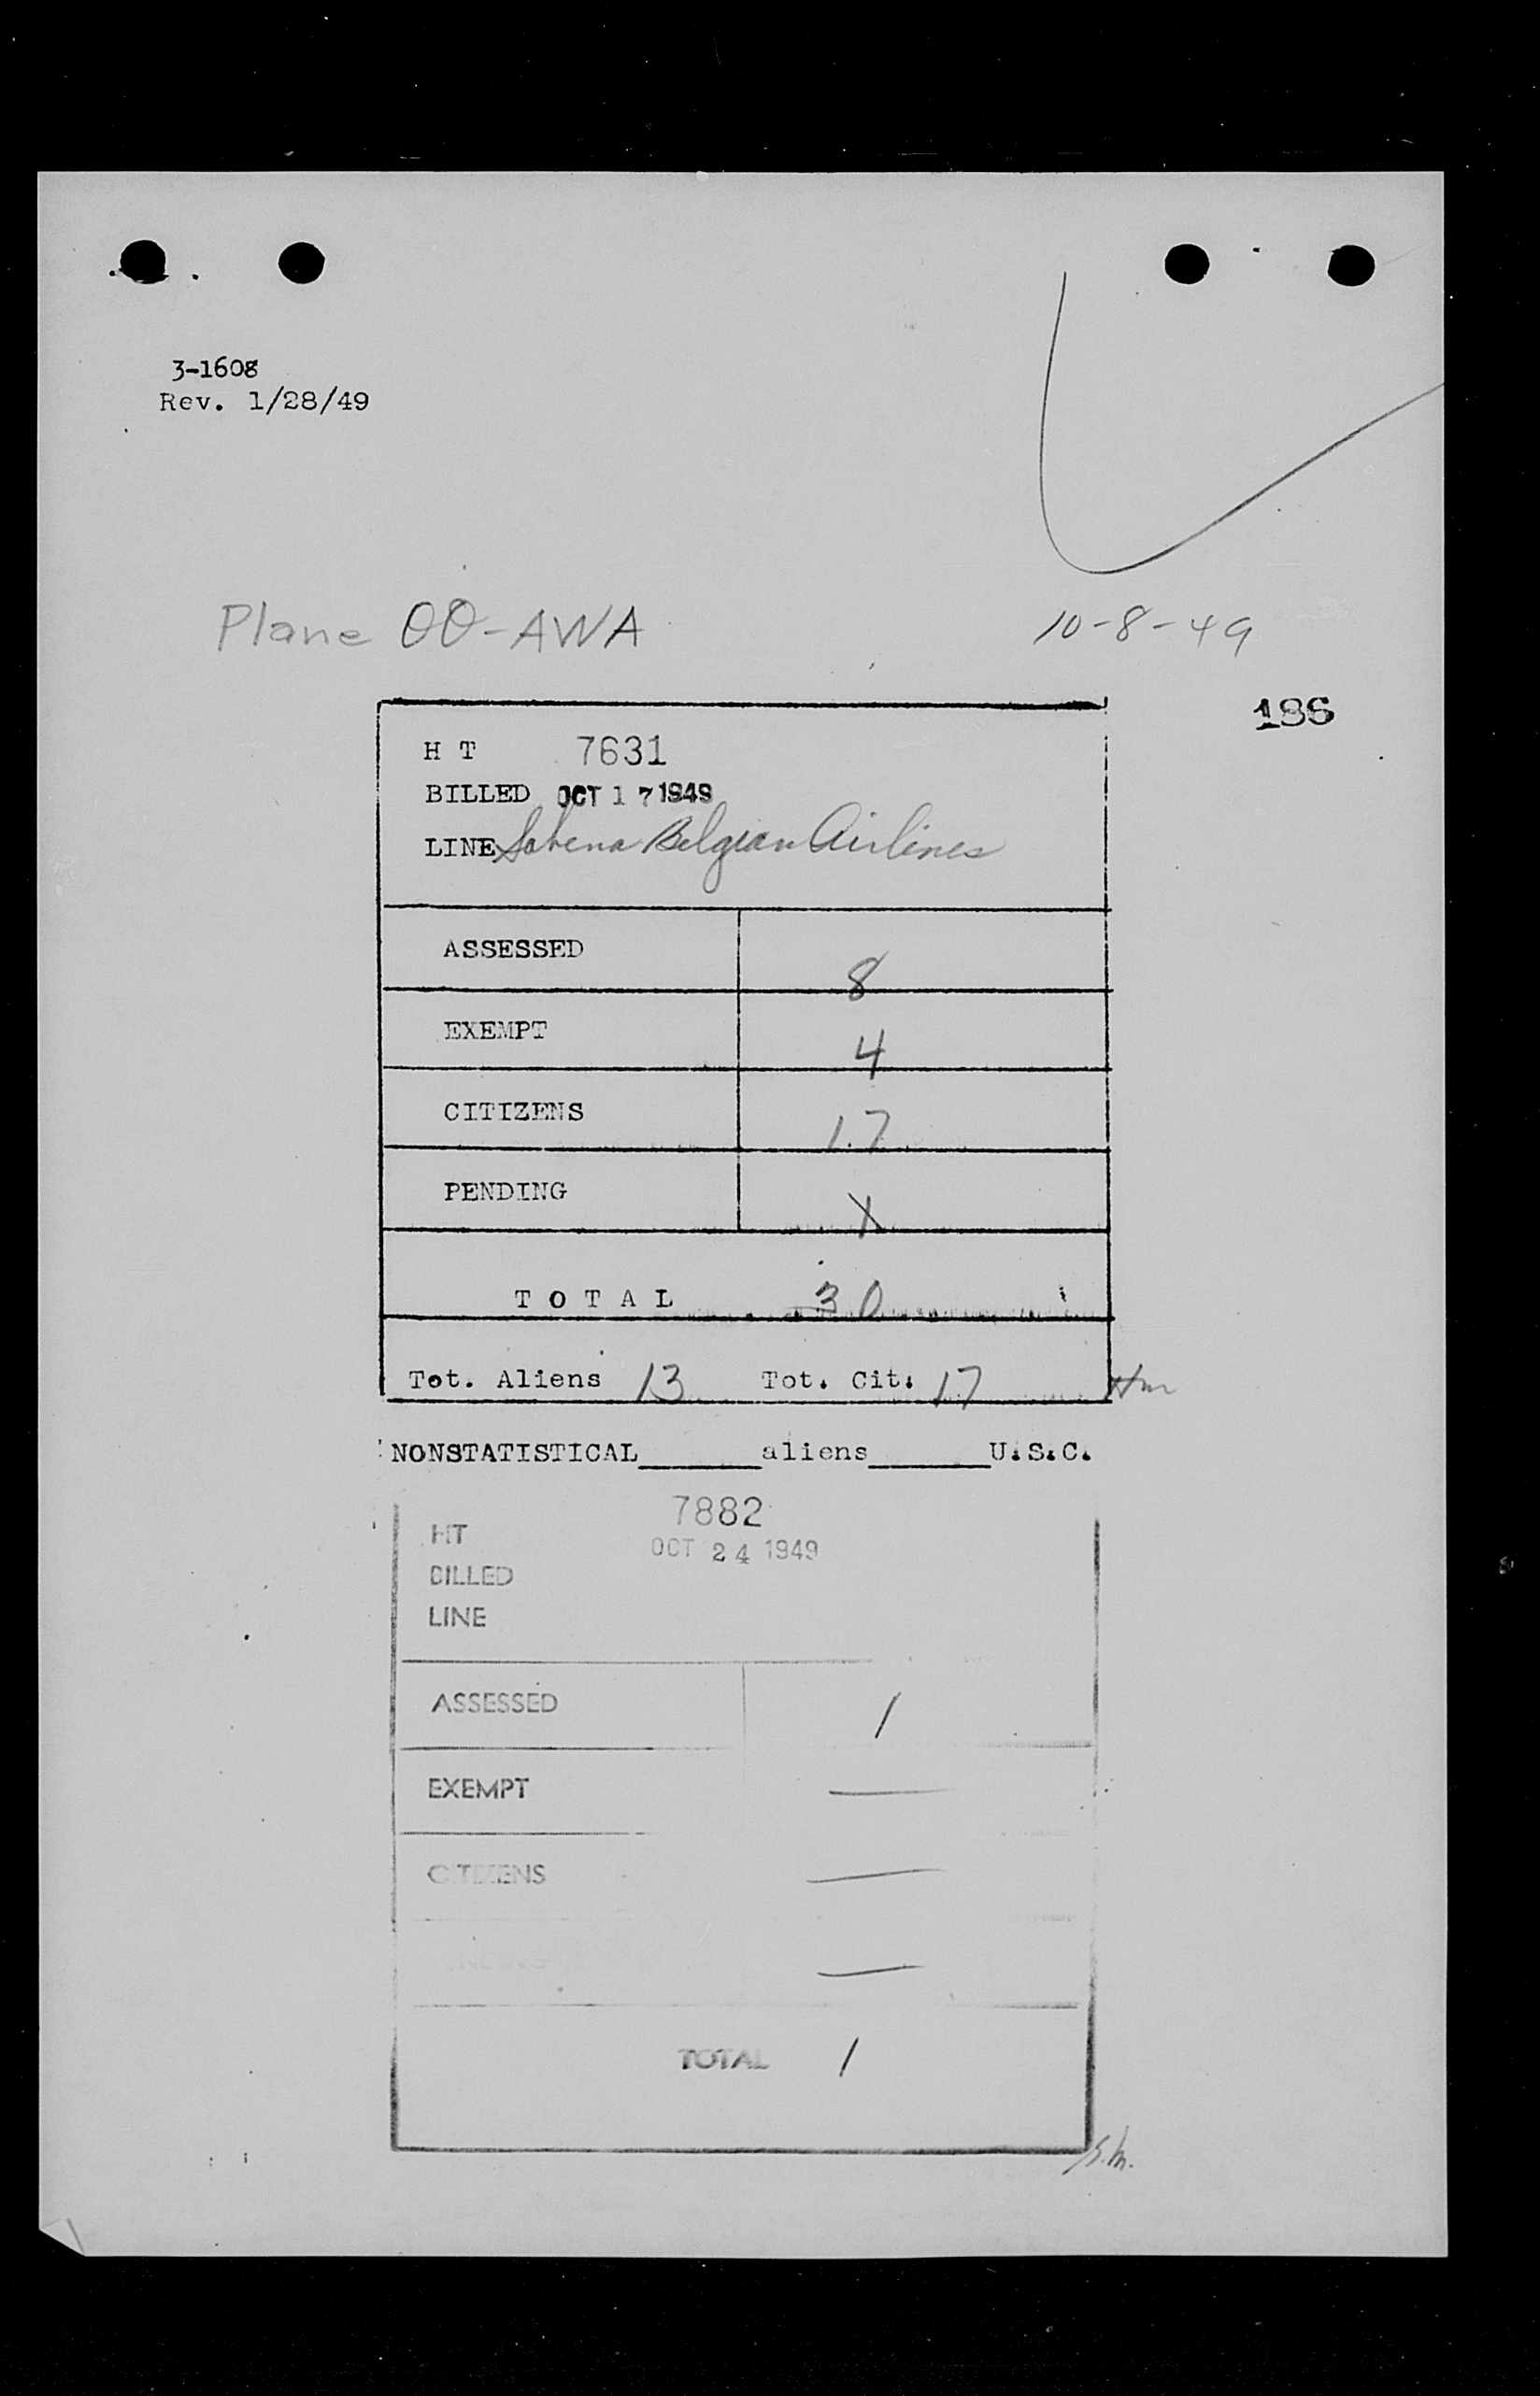 3-1608
Rev. 1/28/49
Plane OO-AWA 10-8-49
186
H T 7631
BILLED OCT 17 1949
LINE Sabena Belgian Airlines
ASSESSED 8
EXEMPT 4
CITIZENS 17
PENDING X
TOTAL 30
Tot. Aliens 13 Tot. Cit. 17 Hm
NONSTATISTICAL______aliens______U.S.C.
HT 7882
BILLED OCT 24 1949
LINE
ASSESSED 1
EXEMPT —
CITIZENS —
—
TOTAL 1
S.M.